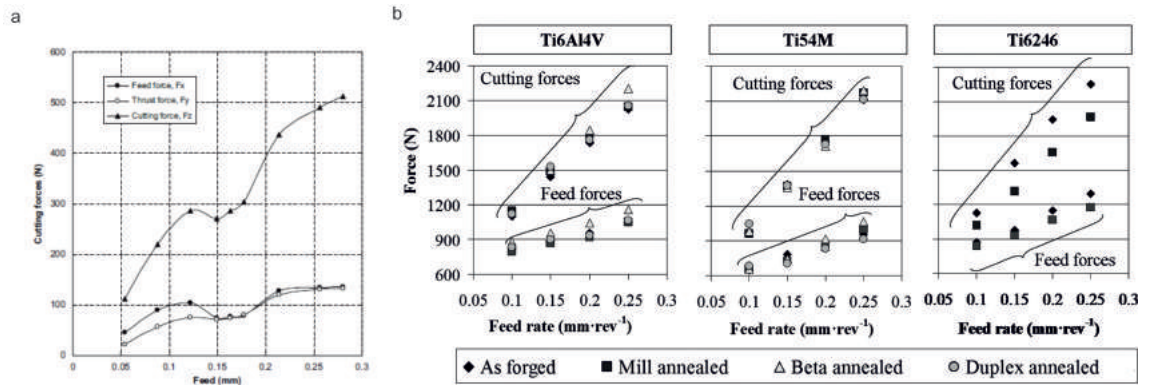 a
600
500
400
300
200
100
0
Cutting forces (N)
Feed force, Fx
Thrust force, Fy
Cutting force, Fz
0 0.05 0.1 0.15 0.2 0.25 0.3
Feed (mm)
b
Ti6Al4V Ti54M Ti6246
2400
2100
1800
1500
1200
900
600
Force (N)
Cutting forces
Feed forces
Cutting forces
Feed forces
Cutting forces
Feed forces
0.05 0.1 0.15 0.2 0.25 0.3 0.05 0.1 0.15 0.2 0.25 0.3 0.05 0.1 0.15 0.2 0.25 0.3
Feed rate (mm·rev⁻¹) Feed rate (mm·rev⁻¹) Feed rate (mm·rev⁻¹)
As forged Mill annealed Beta annealed Duplex annealed